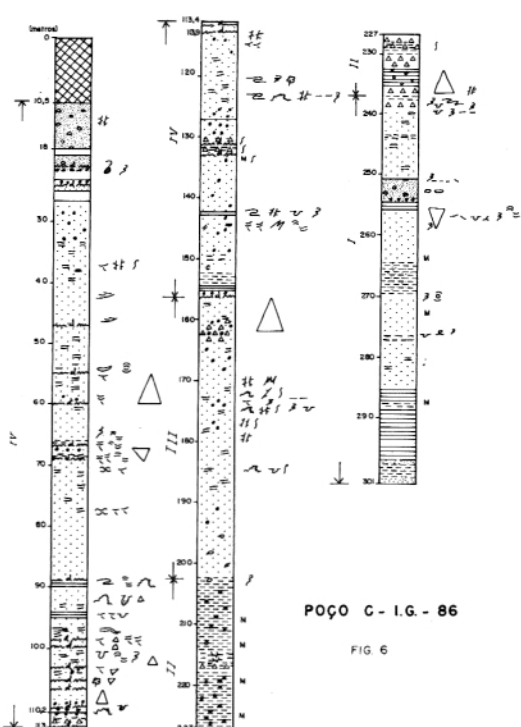 (metros)
0
10,5
18
30
40
50
60
70
80
90
100
110,2
IV
113,4
113,9
120
130
140
150
160
170
180
190
200
210
220
IV
III
II
S
S
M S
M
M
S
S
S
S S
S
M
M
M
M
227
230
240
250
260
270
280
290
301
II
I
S
M
M
M
POÇO C - I.G. - 86
FIG. 6